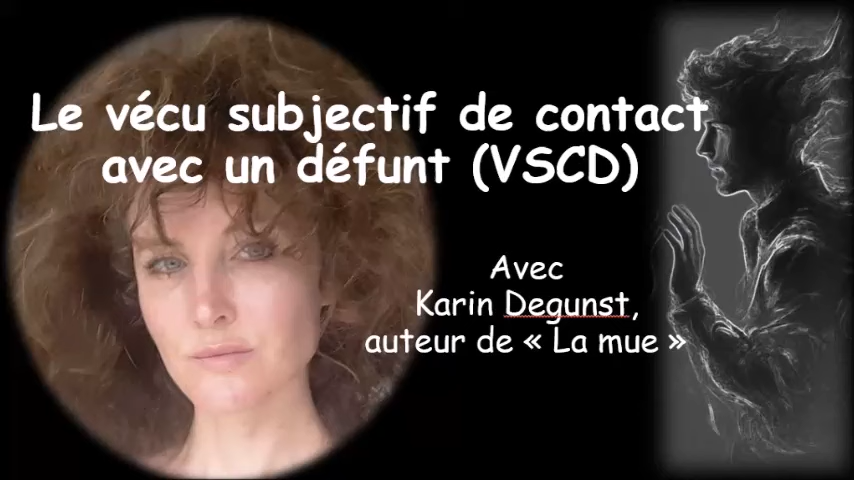 Le vécu subjectif de contact
avec un défunt (VSCD)
Avec
Karin Degunst,
auteur de « La mue »